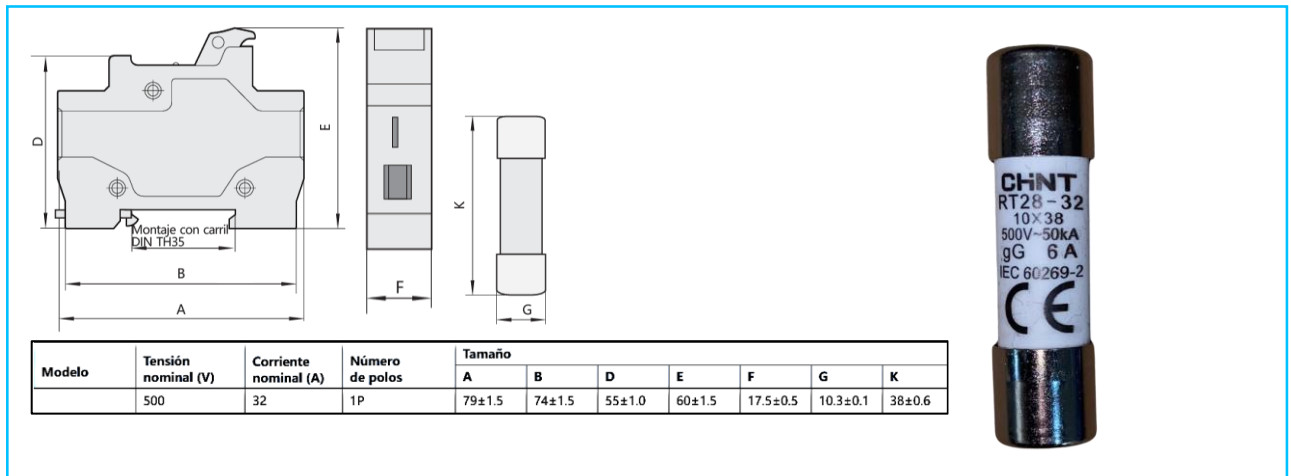 E
D
Montaje con carril
DIN TH35
B
A
F
K
G
Modelo
Tensión
nominal (V)
Corriente
nominal (A)
Número
de polos
Tamaño
A B D E F G K
500 32 1P 79±1.5 74±1.5 55±1.0 60±1.5 17.5±0.5 10.3±0.1 38±0.6
CHNT
RT28-32
10×38
500V~50kA
gG 6 A
IEC 60269-2
CE